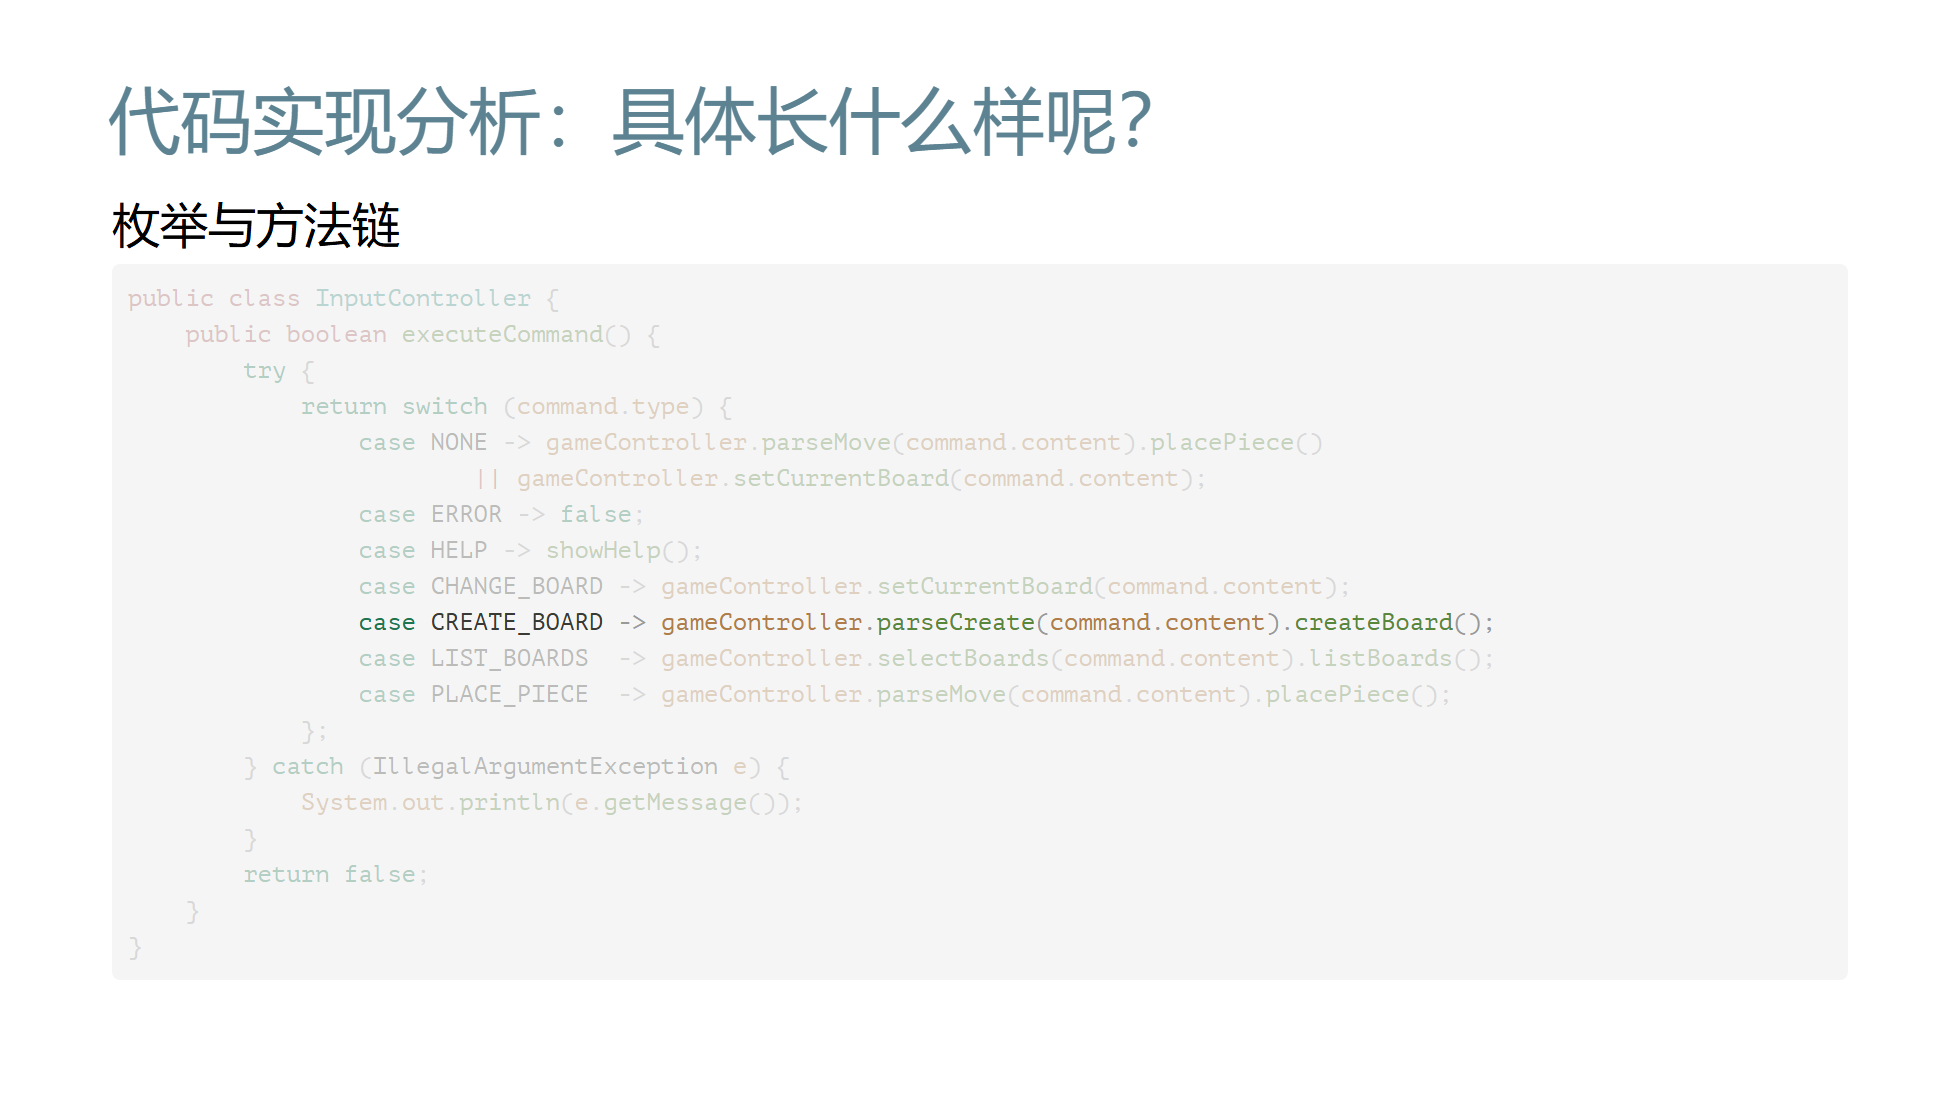 代码实现分析：具体长什么样呢？
枚举与方法链
public class InputController {
    public boolean executeCommand() {
        try {
            return switch (command.type) {
                case NONE -> gameController.parseMove(command.content).placePiece()
                        || gameController.setCurrentBoard(command.content);
                case ERROR -> false;
                case HELP -> showHelp();
                case CHANGE_BOARD -> gameController.setCurrentBoard(command.content);
                case CREATE_BOARD -> gameController.parseCreate(command.content).createBoard();
                case LIST_BOARDS  -> gameController.selectBoards(command.content).listBoards();
                case PLACE_PIECE  -> gameController.parseMove(command.content).placePiece();
            };
        } catch (IllegalArgumentException e) {
            System.out.println(e.getMessage());
        }
        return false;
    }
}